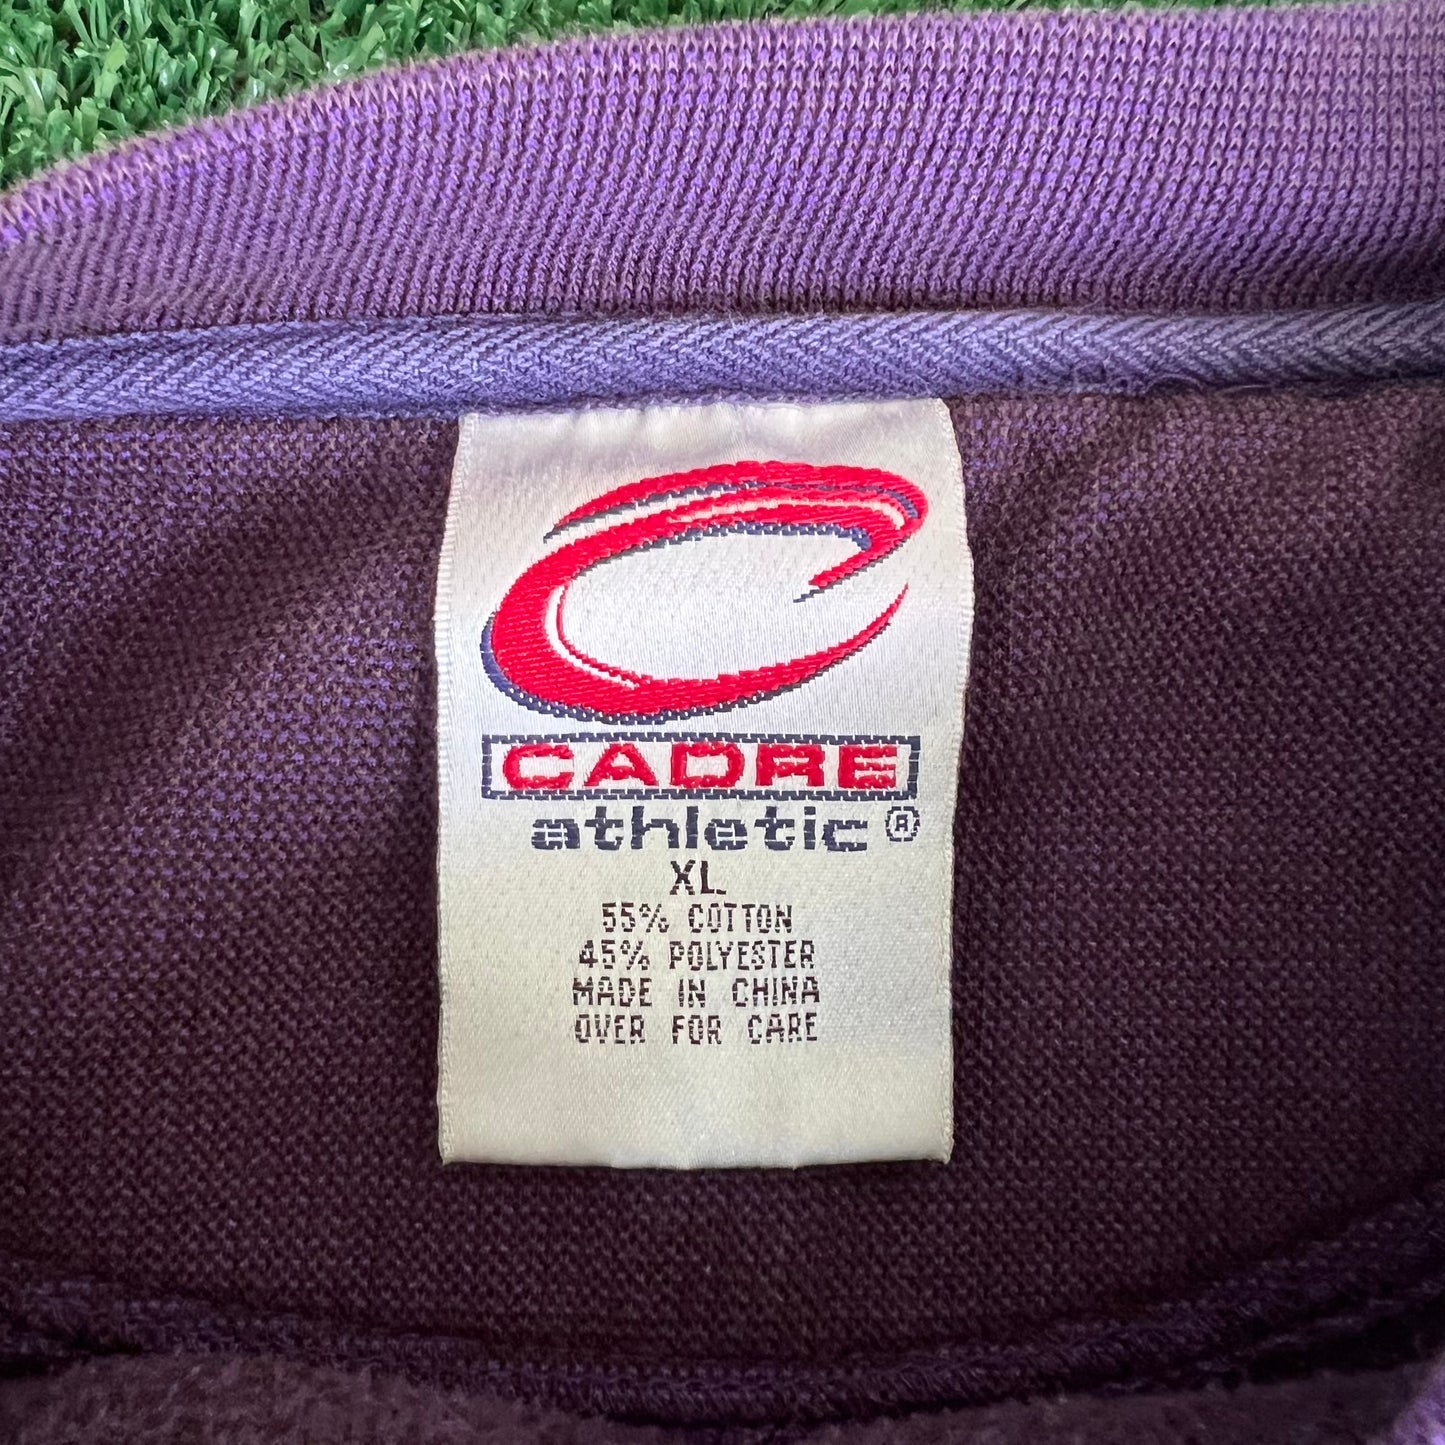 CADRE
athletic®
XL
55% COTTON
45% POLYESTER
MADE IN CHINA
OVER FOR CARE